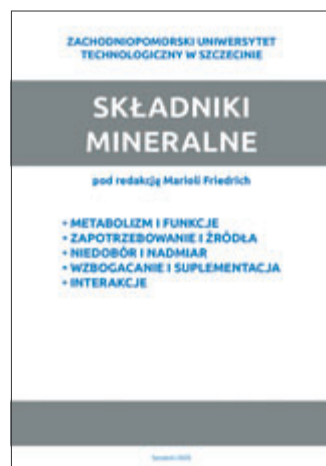 ZACHODNIOPOMORSKI UNIWERSYTET
TECHNOLOGICZNY W SZCZECINIE
SKŁADNIKI
MINERALNE
pod redakcją Marioli Friedrich
• METABOLIZM I FUNKCJE
• ZAPOTRZEBOWANIE I ŹRÓDŁA
• NIEDOBÓR I NADMIAR
• WZBOGACANIE I SUPLEMENTACJA
• INTERAKCJE
Szczecin